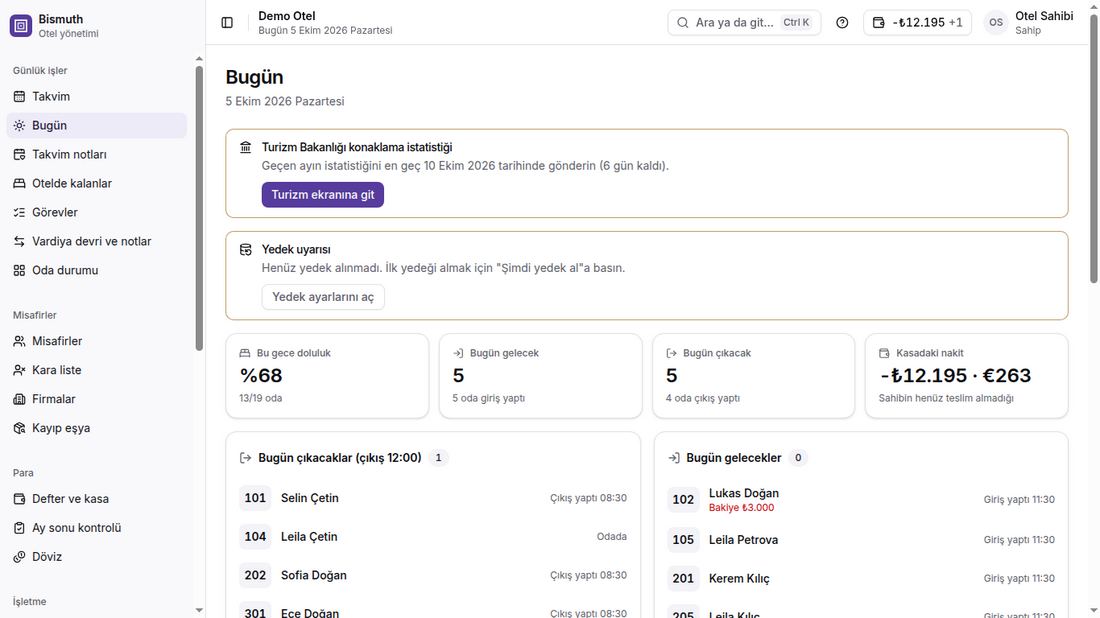 Bismuth
Otel yönetimi
Günlük işler
Takvim
Bugün
Takvim notları
Otelde kalanlar
Görevler
Vardiya devri ve notlar
Oda durumu
Misafirler
Misafirler
Kara liste
Firmalar
Kayıp eşya
Para
Defter ve kasa
Ay sonu kontrolü
Döviz
İşletme
Demo Otel
Bugün 5 Ekim 2026 Pazartesi
Ara ya da git... Ctrl K
-₺12.195 +1
OS
Otel Sahibi
Sahip
Bugün
5 Ekim 2026 Pazartesi
Turizm Bakanlığı konaklama istatistiği
Geçen ayın istatistiğini en geç 10 Ekim 2026 tarihinde gönderin (6 gün kaldı).
Turizm ekranına git
Yedek uyarısı
Henüz yedek alınmadı. İlk yedeği almak için "Şimdi yedek al"a basın.
Yedek ayarlarını aç
Bu gece doluluk
%68
13/19 oda
Bugün gelecek
5
5 oda giriş yaptı
Bugün çıkacak
5
4 oda çıkış yaptı
Kasadaki nakit
-₺12.195 · €263
Sahibin henüz teslim almadığı
Bugün çıkacaklar (çıkış 12:00) 1
101 Selin Çetin Çıkış yaptı 08:30
104 Leila Çetin Odada
202 Sofia Doğan Çıkış yaptı 08:30
301 Ece Doğan Çıkış yaptı 08:30
Bugün gelecekler 0
102 Lukas Doğan Giriş yaptı 11:30
Bakiye ₺3.000
105 Leila Petrova Giriş yaptı 11:30
201 Kerem Kılıç Giriş yaptı 11:30
205 Leila Kılıç Giriş yaptı 11:30